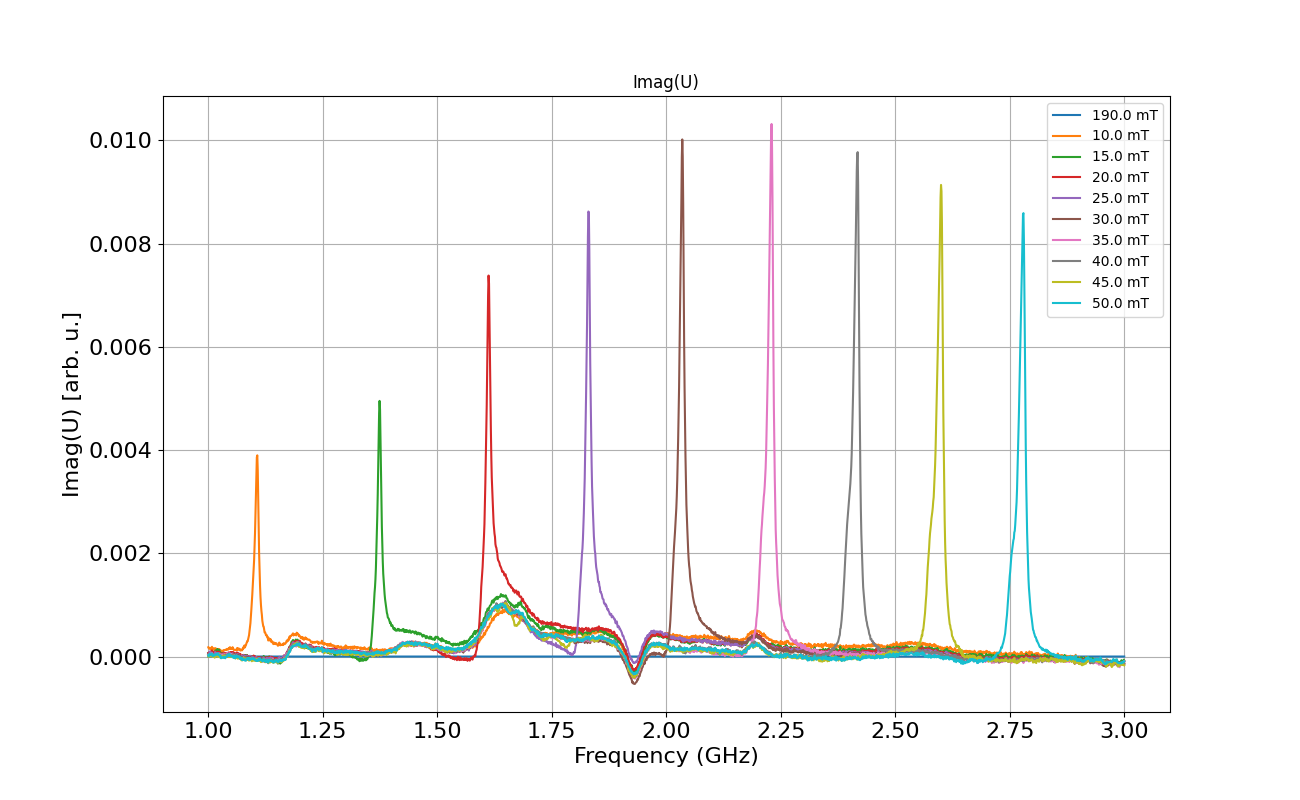 Imag(U)
190.0 mT
10.0 mT
15.0 mT
20.0 mT
25.0 mT
30.0 mT
35.0 mT
40.0 mT
45.0 mT
50.0 mT
0.010
0.008
0.006
0.004
0.002
0.000
Imag(U) [arb. u.]
1.00 1.25 1.50 1.75 2.00 2.25 2.50 2.75 3.00
Frequency (GHz)